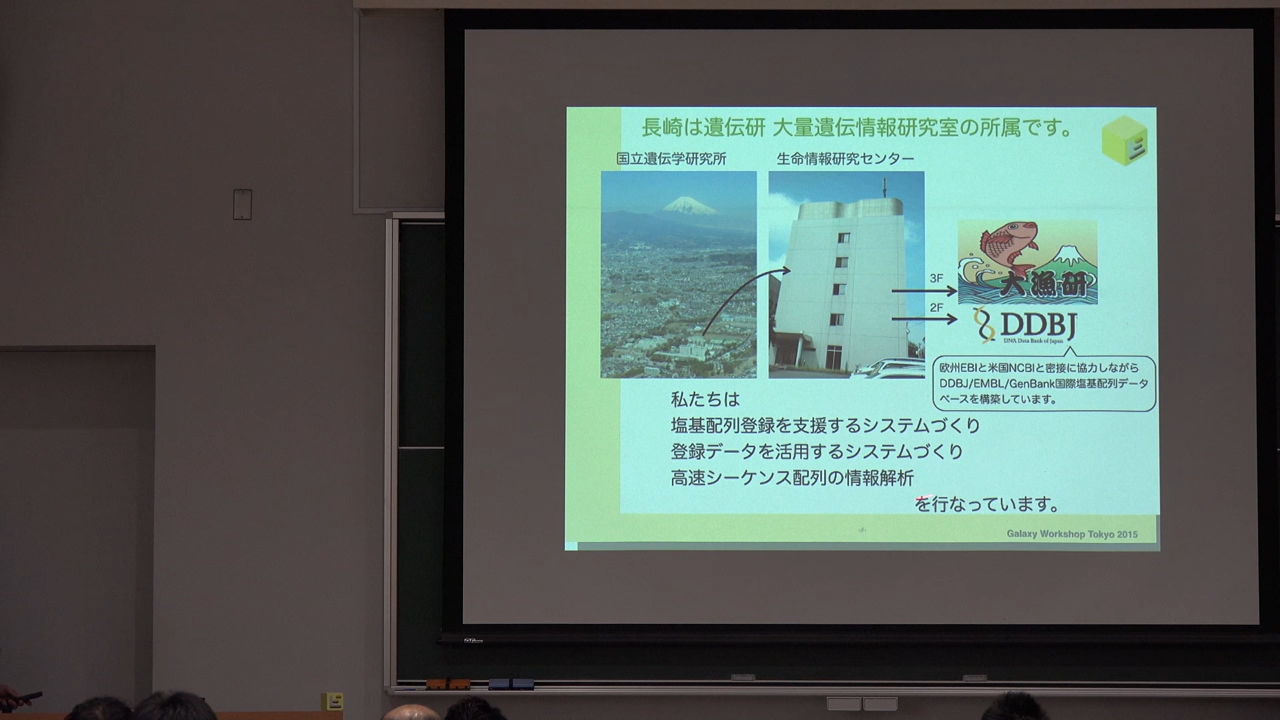 長崎は遺伝研 大量遺伝情報研究室の所属です。
国立遺伝学研究所
生命情報研究センター
3F
大漁研
2F
DDBJ
DNA Data Bank of Japan
欧州EBIと米国NCBIと密接に協力しながら
DDBJ/EMBL/GenBank国際塩基配列データ
ベースを構築しています。
私たちは
塩基配列登録を支援するシステムづくり
登録データを活用するシステムづくり
高速シーケンス配列の情報解析
を行なっています。
Galaxy Workshop Tokyo 2015